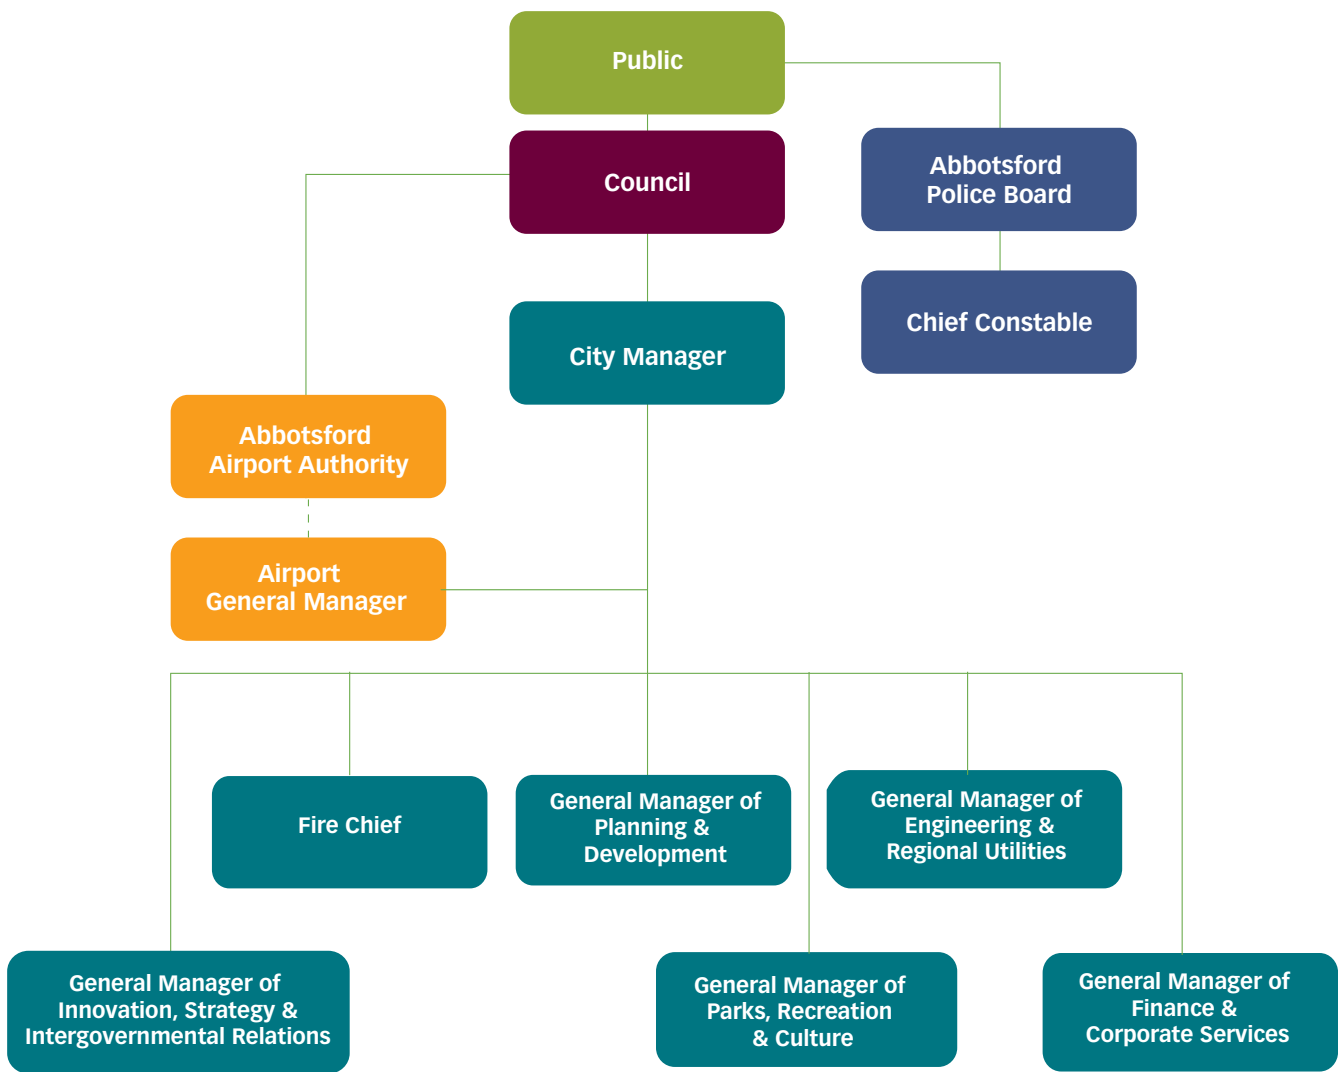 Public
Council
Abbotsford
Police Board
Chief Constable
City Manager
Abbotsford
Airport Authority
Airport
General Manager
Fire Chief
General Manager of
Planning &
Development
General Manager of
Engineering &
Regional Utilities
General Manager of
Innovation, Strategy &
Intergovernmental Relations
General Manager of
Parks, Recreation
& Culture
General Manager of
Finance &
Corporate Services